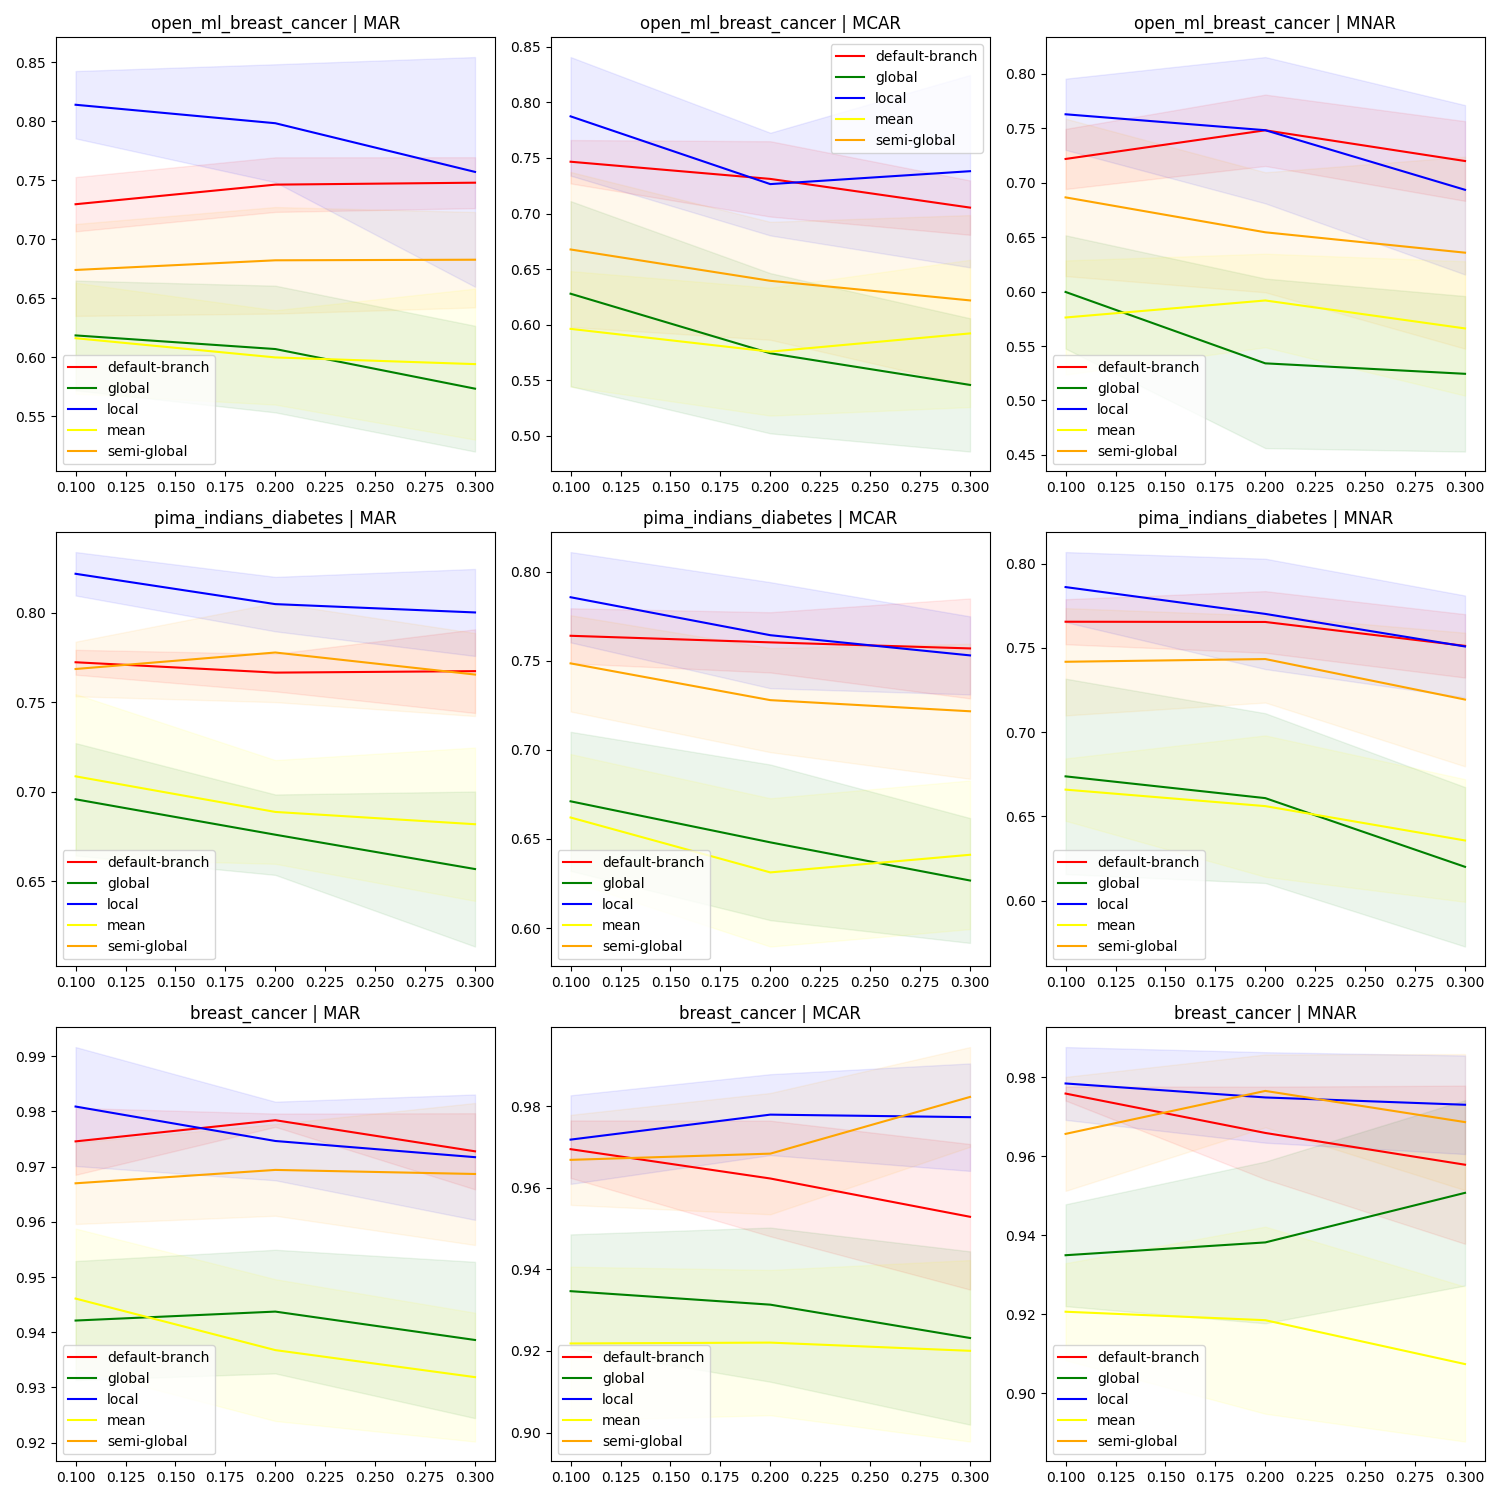 open_ml_breast_cancer | MAR
0.85
0.80
0.75
0.70
0.65
0.60
0.55
default-branch
global
local
mean
semi-global
0.100 0.125 0.150 0.175 0.200 0.225 0.250 0.275 0.300
open_ml_breast_cancer | MCAR
0.85
0.80
0.75
0.70
0.65
0.60
0.55
0.50
default-branch
global
local
mean
semi-global
0.100 0.125 0.150 0.175 0.200 0.225 0.250 0.275 0.300
open_ml_breast_cancer | MNAR
0.80
0.75
0.70
0.65
0.60
0.55
0.50
0.45
default-branch
global
local
mean
semi-global
0.100 0.125 0.150 0.175 0.200 0.225 0.250 0.275 0.300
pima_indians_diabetes | MAR
0.80
0.75
0.70
0.65
default-branch
global
local
mean
semi-global
0.100 0.125 0.150 0.175 0.200 0.225 0.250 0.275 0.300
pima_indians_diabetes | MCAR
0.80
0.75
0.70
0.65
0.60
default-branch
global
local
mean
semi-global
0.100 0.125 0.150 0.175 0.200 0.225 0.250 0.275 0.300
pima_indians_diabetes | MNAR
0.80
0.75
0.70
0.65
0.60
default-branch
global
local
mean
semi-global
0.100 0.125 0.150 0.175 0.200 0.225 0.250 0.275 0.300
breast_cancer | MAR
0.99
0.98
0.97
0.96
0.95
0.94
0.93
0.92
default-branch
global
local
mean
semi-global
0.100 0.125 0.150 0.175 0.200 0.225 0.250 0.275 0.300
breast_cancer | MCAR
0.98
0.96
0.94
0.92
0.90
default-branch
global
local
mean
semi-global
0.100 0.125 0.150 0.175 0.200 0.225 0.250 0.275 0.300
breast_cancer | MNAR
0.98
0.96
0.94
0.92
0.90
default-branch
global
local
mean
semi-global
0.100 0.125 0.150 0.175 0.200 0.225 0.250 0.275 0.300